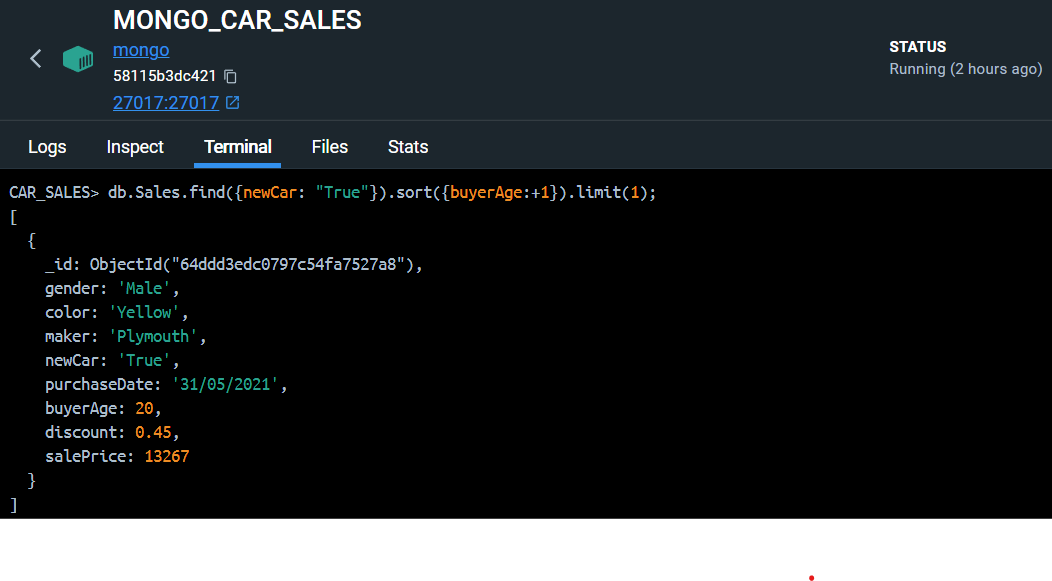 MONGO_CAR_SALES
mongo
58115b3dc421
27017:27017
STATUS
Running (2 hours ago)
Logs Inspect Terminal Files Stats
CAR_SALES> db.Sales.find({newCar: "True"}).sort({buyerAge:+1}).limit(1);
[
  {
    _id: ObjectId("64ddd3edc0797c54fa7527a8"),
    gender: 'Male',
    color: 'Yellow',
    maker: 'Plymouth',
    newCar: 'True',
    purchaseDate: '31/05/2021',
    buyerAge: 20,
    discount: 0.45,
    salePrice: 13267
  }
]